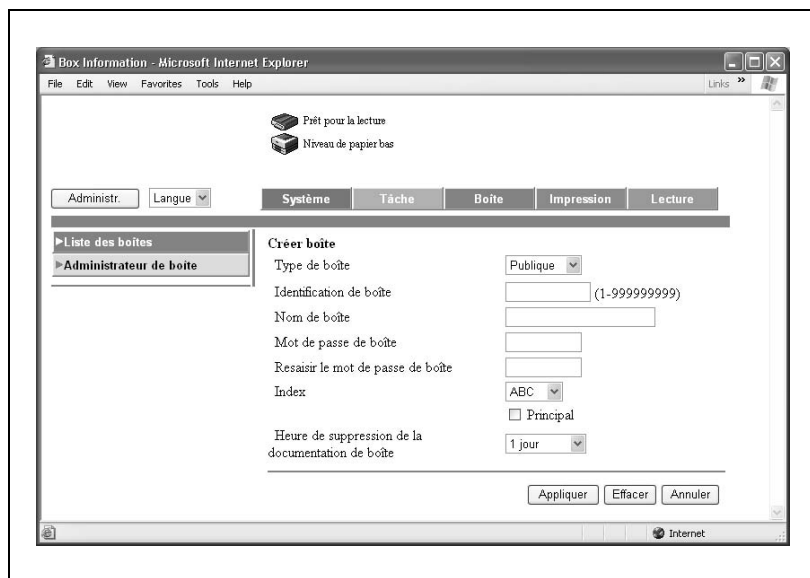 Box Information - Microsoft Internet Explorer
File Edit View Favorites Tools Help Links »
Prêt pour la lecture
Niveau de papier bas
Administr. Langue Système Tâche Boîte Impression Lecture
Liste des boîtes
Administrateur de boîte
Créer boîte
Type de boîte Publique
Identification de boîte (1-999999999)
Nom de boîte
Mot de passe de boîte
Resaisir le mot de passe de boîte
Index ABC
Principal
Heure de suppression de la
documentation de boîte 1 jour
Appliquer Effacer Annuler
Internet